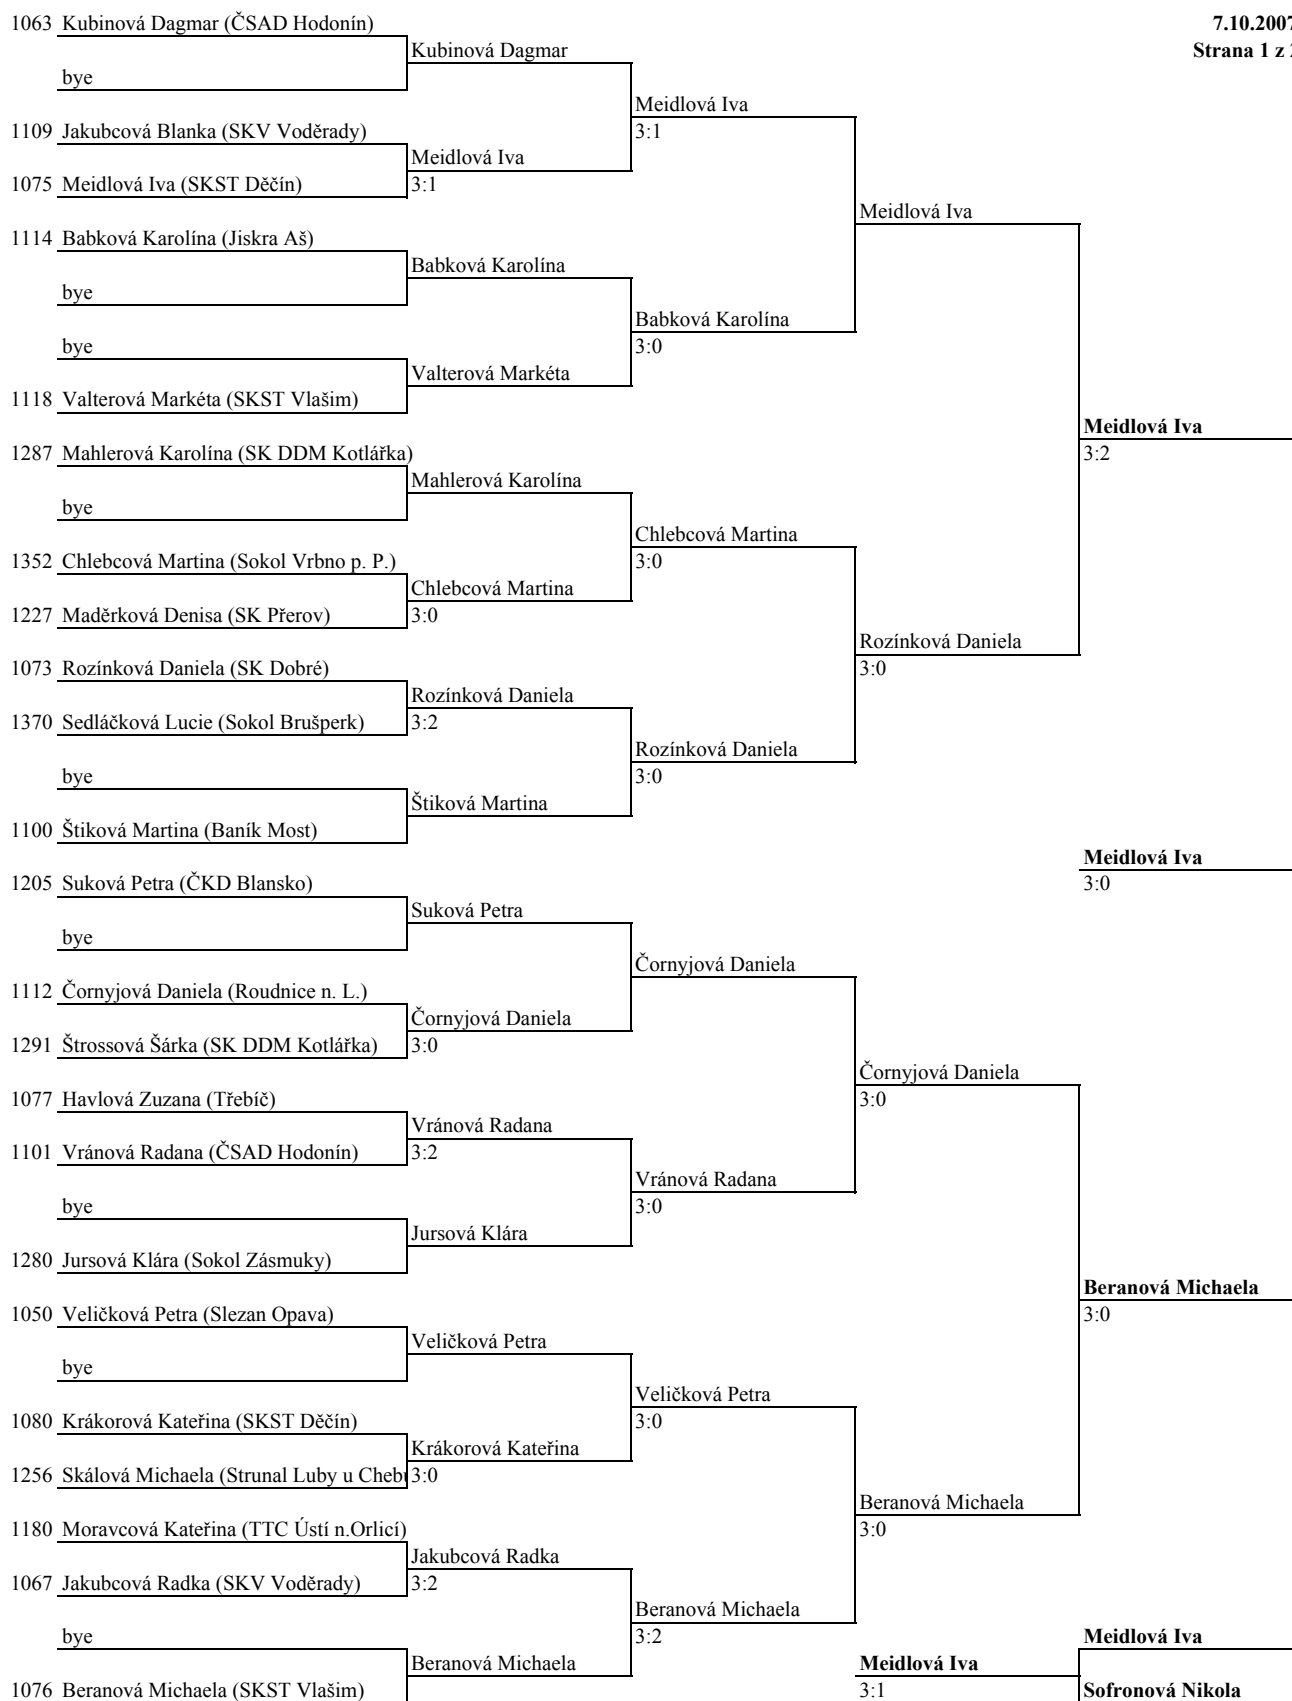 7.10.2007
Strana 1 z
1063 Kubinová Dagmar (ČSAD Hodonín)
Kubinová Dagmar
bye
Meidlová Iva
3:1
1109 Jakubcová Blanka (SKV Voděrady)
Meidlová Iva
3:1
1075 Meidlová Iva (SKST Děčín)
Meidlová Iva
1114 Babková Karolína (Jiskra Aš)
Babková Karolína
bye
Babková Karolína
3:0
bye
Valterová Markéta
1118 Valterová Markéta (SKST Vlašim)
Meidlová Iva
3:2
1287 Mahlerová Karolína (SK DDM Kotlářka)
Mahlerová Karolína
bye
Chlebcová Martina
3:0
1352 Chlebcová Martina (Sokol Vrbno p. P.)
Chlebcová Martina
3:0
1227 Maděrková Denisa (SK Přerov)
Rozínková Daniela
3:0
1073 Rozínková Daniela (SK Dobré)
Rozínková Daniela
3:2
1370 Sedláčková Lucie (Sokol Brušperk)
Rozínková Daniela
3:0
bye
Štiková Martina
1100 Štiková Martina (Baník Most)
Meidlová Iva
3:0
1205 Suková Petra (ČKD Blansko)
Suková Petra
bye
Čornyjová Daniela
1112 Čornyjová Daniela (Roudnice n. L.)
Čornyjová Daniela
3:0
1291 Štrossová Šárka (SK DDM Kotlářka)
Čornyjová Daniela
3:0
1077 Havlová Zuzana (Třebíč)
Vránová Radana
3:2
1101 Vránová Radana (ČSAD Hodonín)
Vránová Radana
3:0
bye
Jursová Klára
1280 Jursová Klára (Sokol Zásmuky)
Beranová Michaela
3:0
1050 Veličková Petra (Slezan Opava)
Veličková Petra
bye
Veličková Petra
3:0
1080 Krákorová Kateřina (SKST Děčín)
Krákorová Kateřina
3:0
1256 Skálová Michaela (Strunal Luby u Cheb
Beranová Michaela
3:0
1180 Moravcová Kateřina (TTC Ústí n.Orlicí)
Jakubcová Radka
3:2
1067 Jakubcová Radka (SKV Voděrady)
Beranová Michaela
3:2
bye
Beranová Michaela
1076 Beranová Michaela (SKST Vlašim)
Meidlová Iva
Meidlová Iva
3:1
Sofronová Nikola